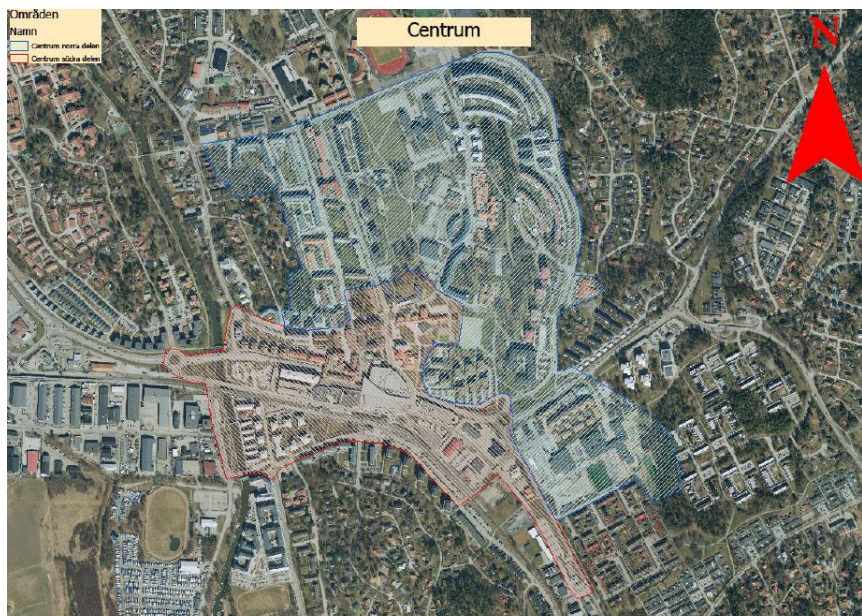 Områden
Namn
Centrum norra delen
Centrum södra delen
Centrum
N